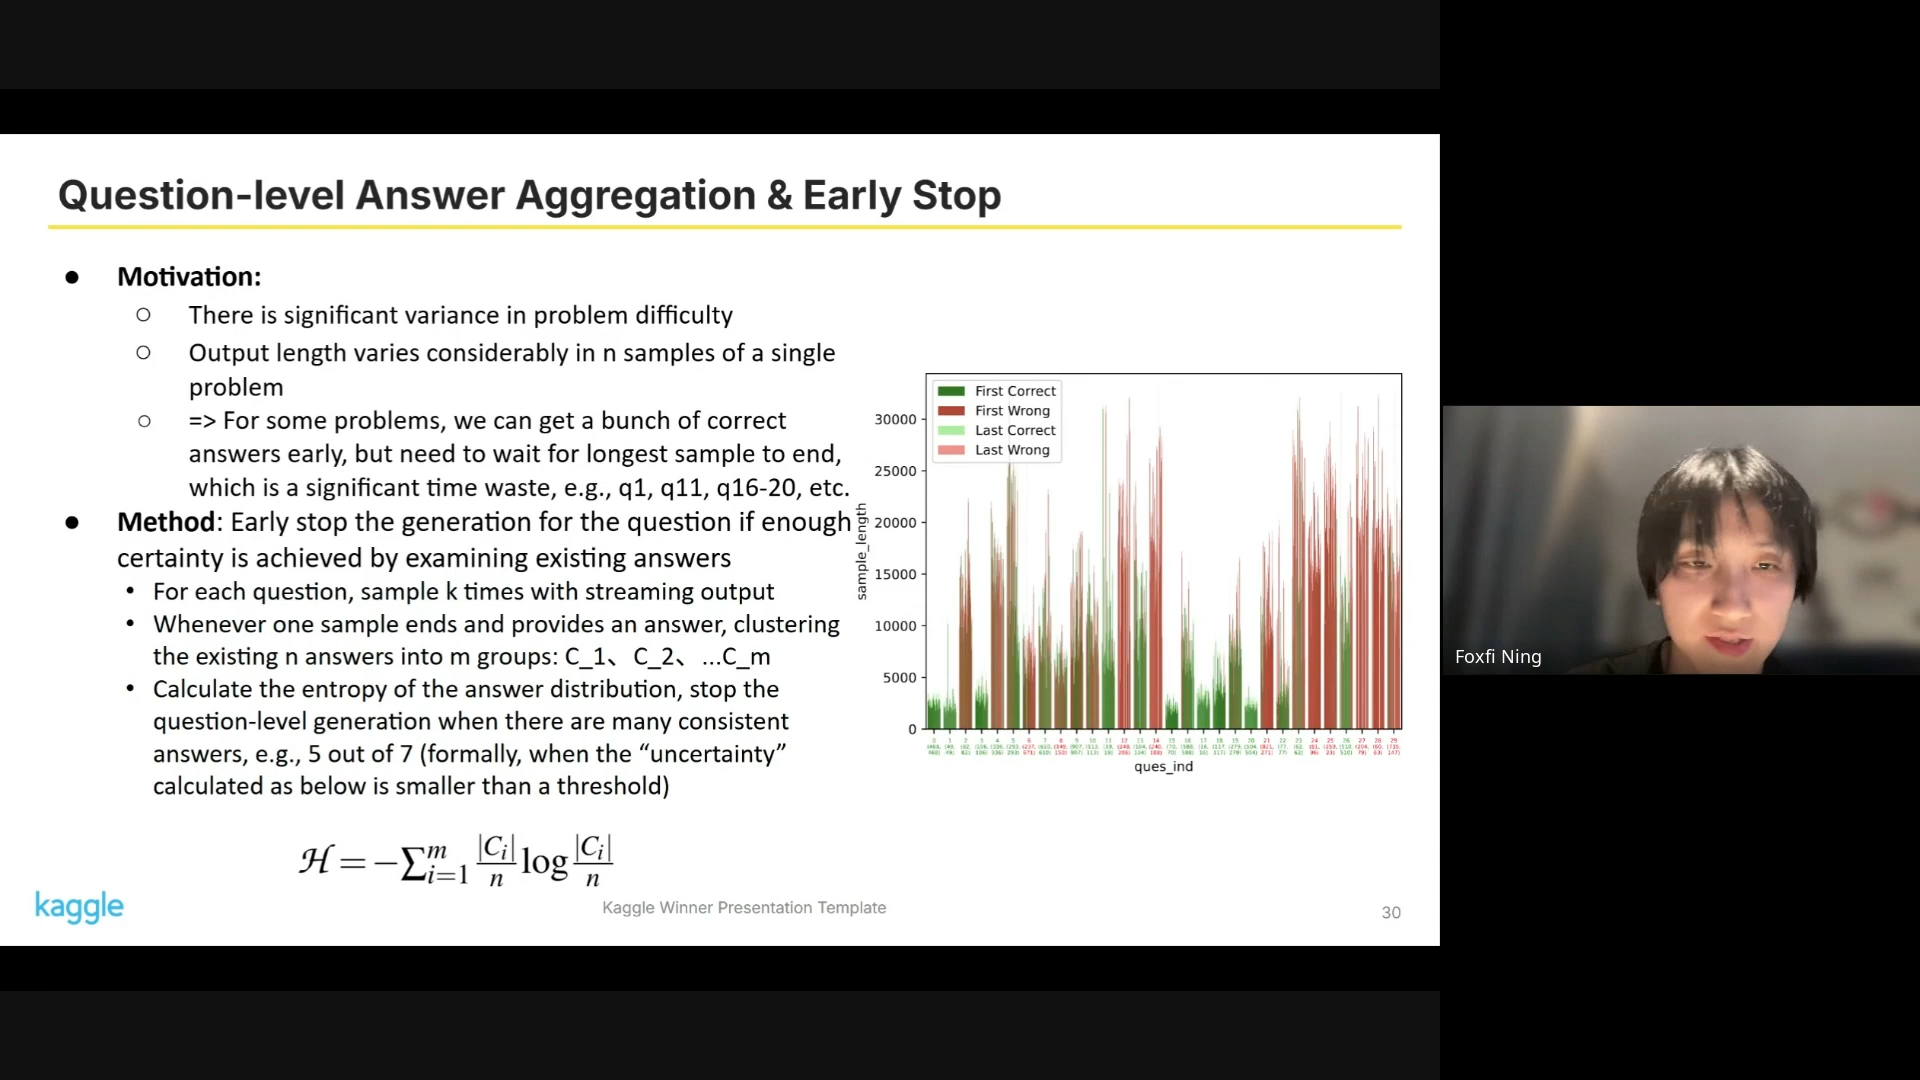 Question-level Answer Aggregation & Early Stop
● Motivation:
○ There is significant variance in problem difficulty
○ Output length varies considerably in n samples of a single
problem
○ => For some problems, we can get a bunch of correct
answers early, but need to wait for longest sample to end,
which is a significant time waste, e.g., q1, q11, q16-20, etc.
● Method: Early stop the generation for the question if enough
certainty is achieved by examining existing answers
• For each question, sample k times with streaming output
• Whenever one sample ends and provides an answer, clustering
the existing n answers into m groups: C_1、C_2、...C_m
• Calculate the entropy of the answer distribution, stop the
question-level generation when there are many consistent
answers, e.g., 5 out of 7 (formally, when the “uncertainty”
calculated as below is smaller than a threshold)
ℋ = −∑_{i=1}^{m} |C_i|/n log |C_i|/n
First Correct
First Wrong
Last Correct
Last Wrong
30000
25000
20000
15000
10000
5000
0
sample_length
ques_ind
kaggle
Kaggle Winner Presentation Template
30
Foxfi Ning